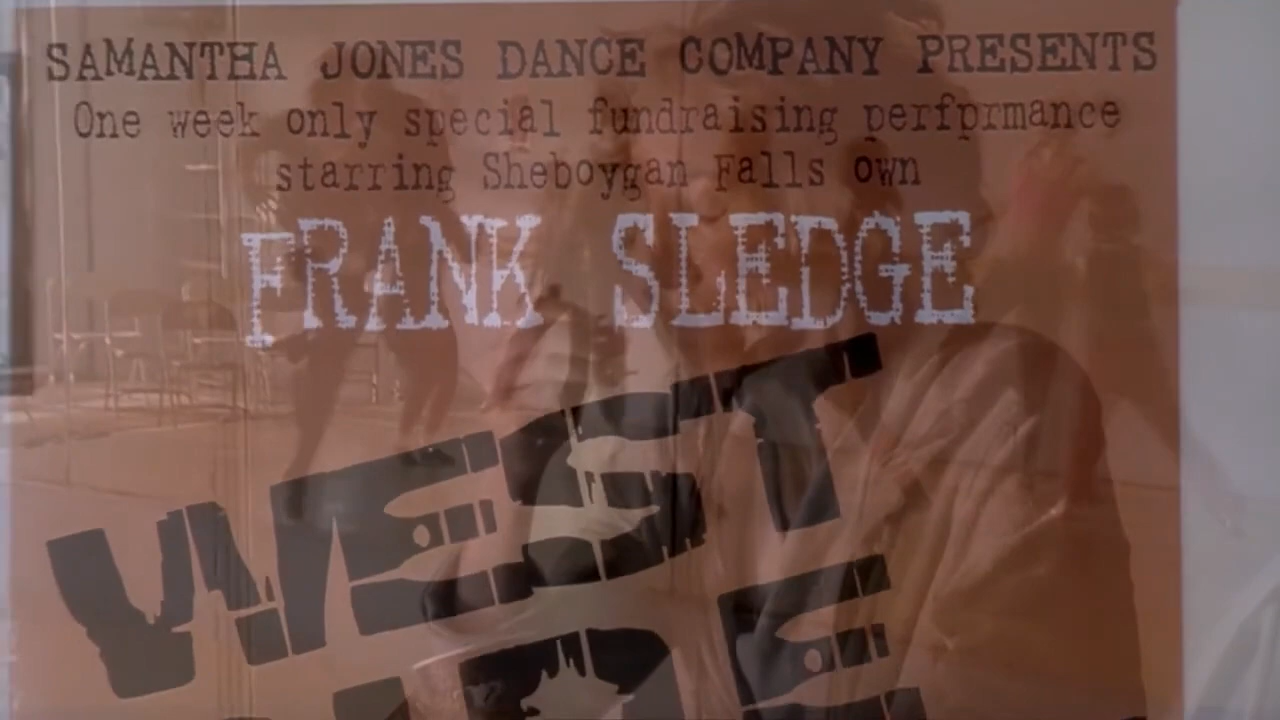 SAMANTHA JONES DANCE COMPANY PRESENTS
One week only special fundraising perfprmance
starring Sheboygan Falls own
FRANK SLEDGE
WEST